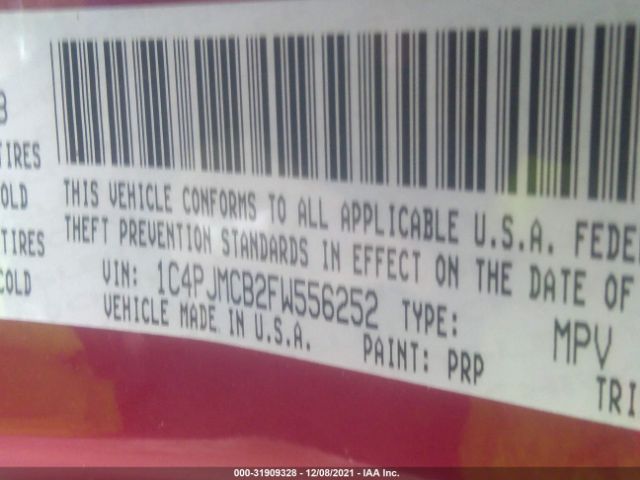 B
TIRES
THIS VEHICLE CONFORMS TO ALL APPLICABLE U.S.A. FEDE
OLD
THEFT PREVENTION STANDARDS IN EFFECT ON THE DATE OF
TIRES
VIN: 1C4PJMCB2FW556252 TYPE: MPV
COLD
VEHICLE MADE IN U.S.A. PAINT: PRP TRI
000-31909328 - 12/08/2021 - IAA Inc.